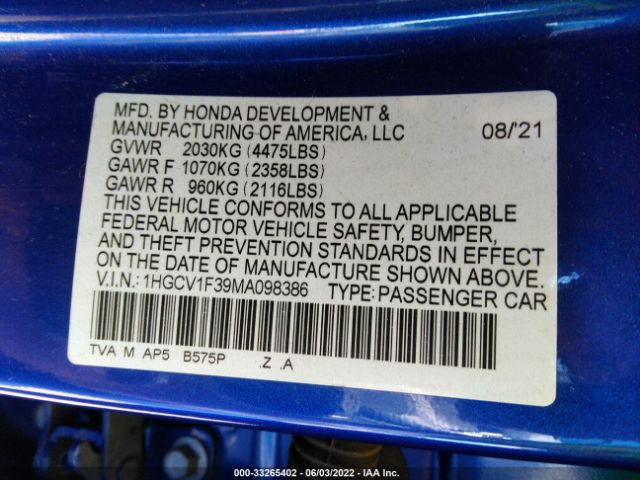 MFD. BY HONDA DEVELOPMENT &
MANUFACTURING OF AMERICA, LLC 08/'21
GVWR 2030KG (4475LBS)
GAWR F 1070KG (2358LBS)
GAWR R 960KG (2116LBS)
THIS VEHICLE CONFORMS TO ALL APPLICABLE
FEDERAL MOTOR VEHICLE SAFETY, BUMPER,
AND THEFT PREVENTION STANDARDS IN EFFECT
ON THE DATE OF MANUFACTURE SHOWN ABOVE.
V.I.N.: 1HGCV1F39MA098386 TYPE: PASSENGER CAR
TVA M AP5 B575P .Z .A
000-33265402 - 06/03/2022 - IAA Inc.